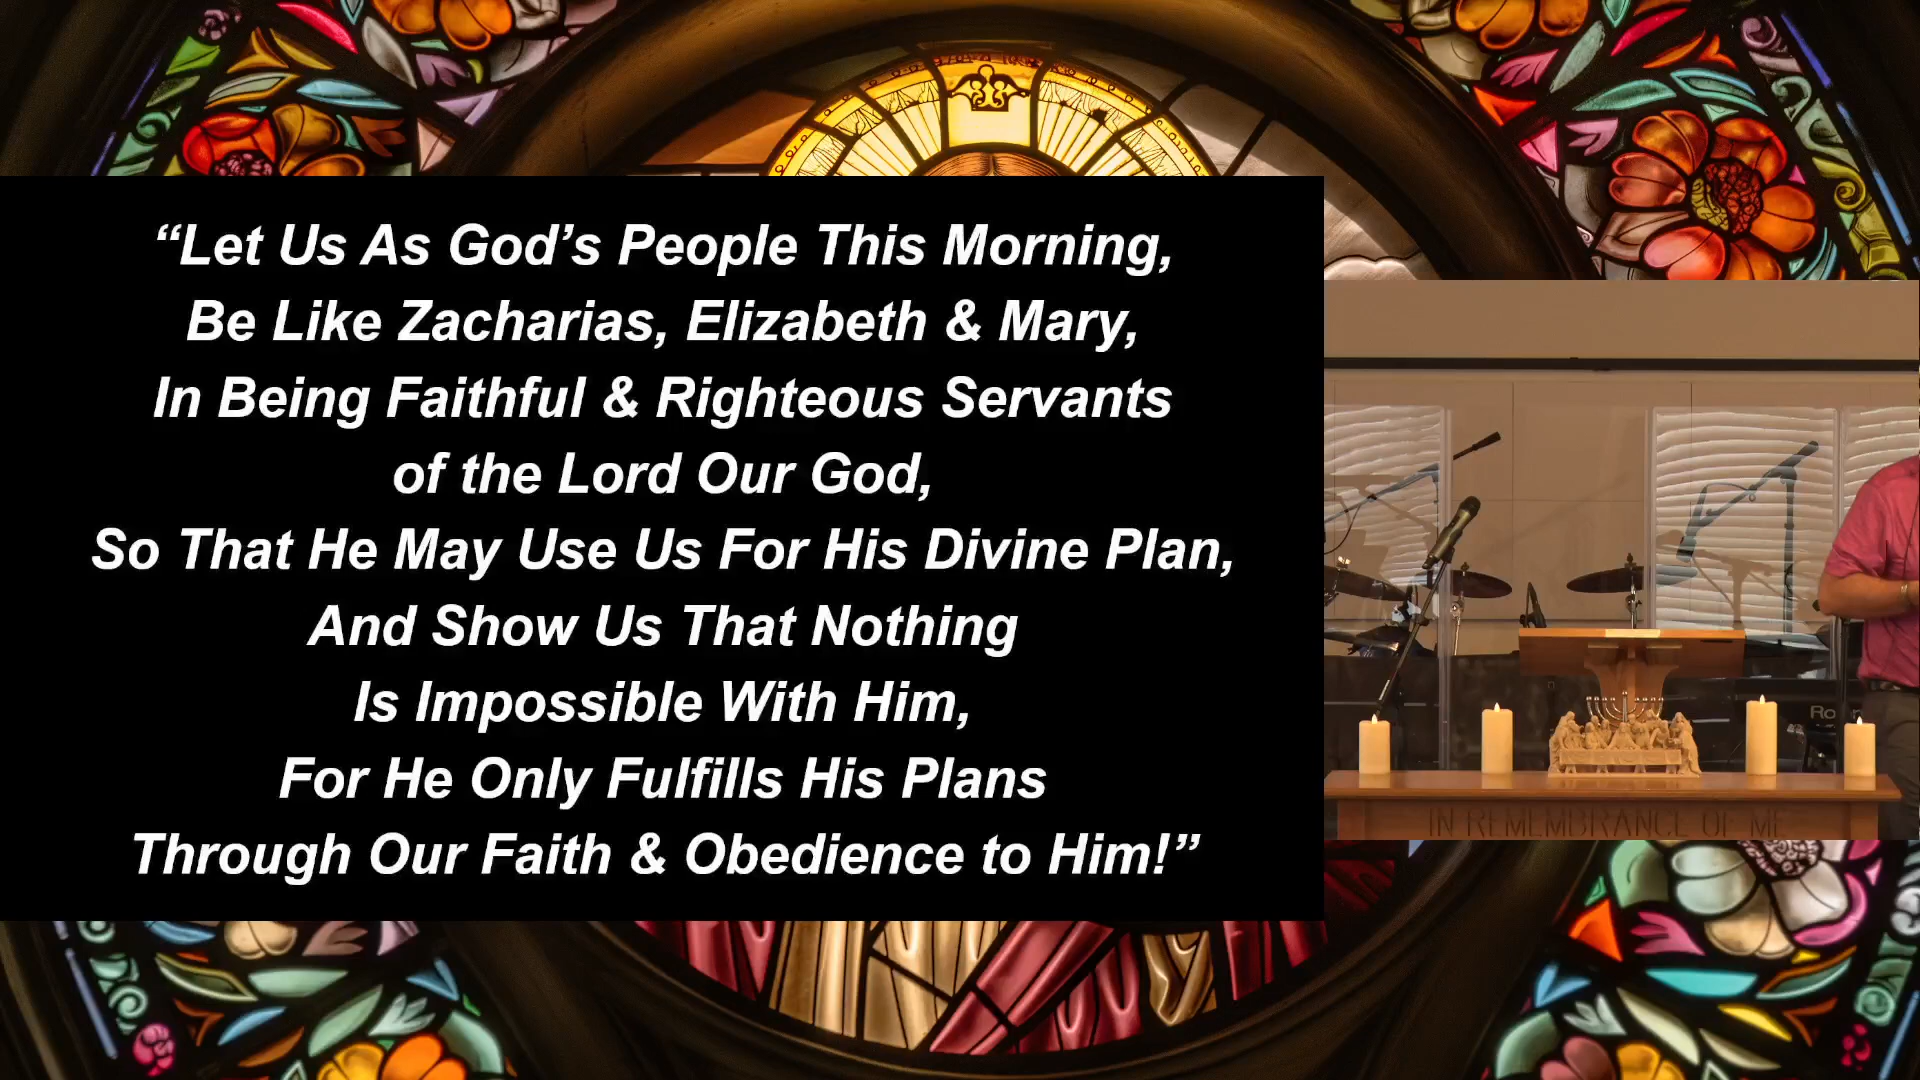 “Let Us As God’s People This Morning,
Be Like Zacharias, Elizabeth & Mary,
In Being Faithful & Righteous Servants
of the Lord Our God,
So That He May Use Us For His Divine Plan,
And Show Us That Nothing
Is Impossible With Him,
For He Only Fulfills His Plans
Through Our Faith & Obedience to Him!”
IN REMEMBRANCE OF ME